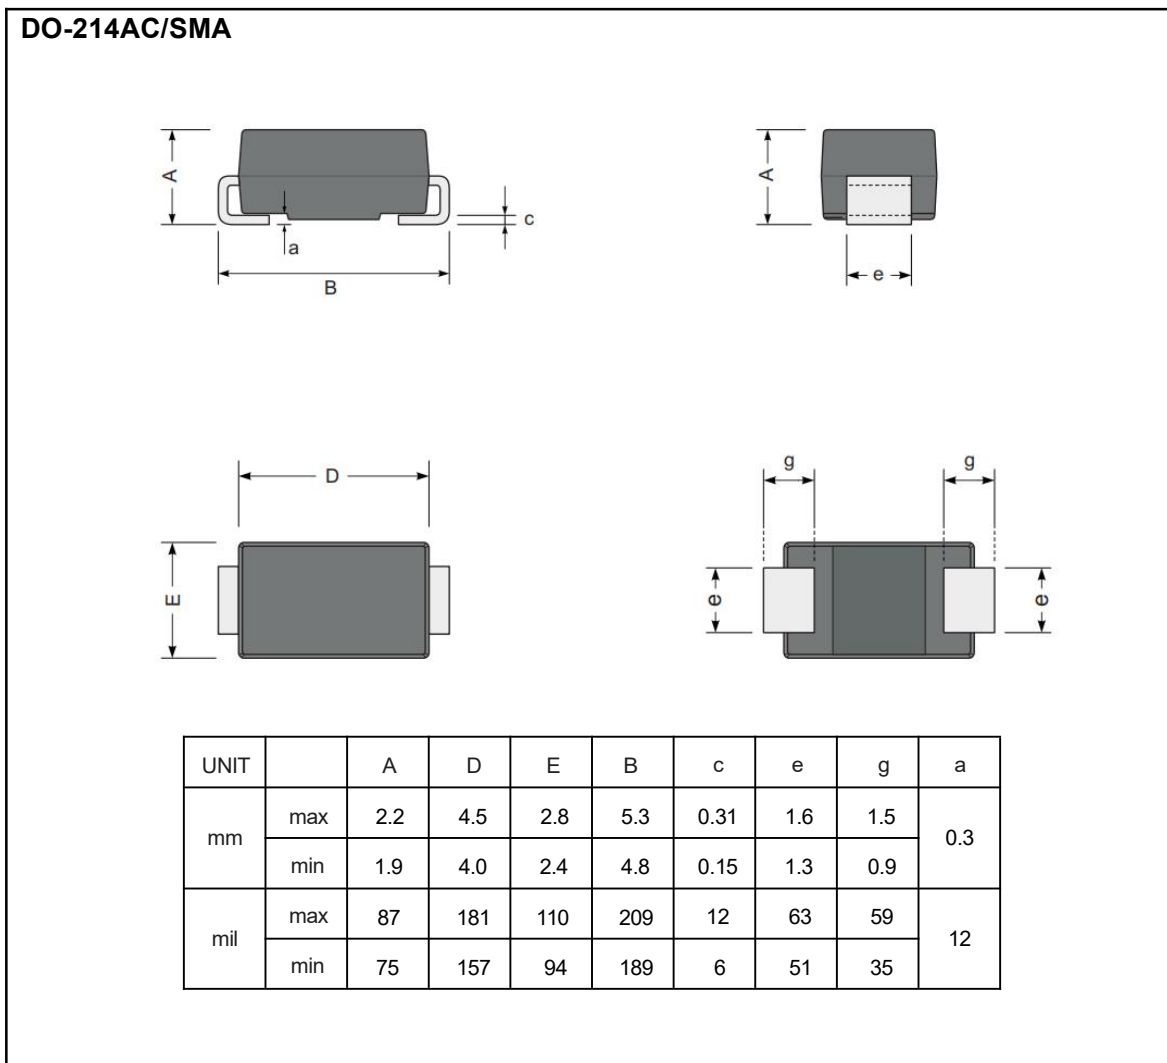 DO-214AC/SMA
A
a
c
B
A
e
D
E
g
g
e
e
UNIT A D E B c e g a
mm max 2.2 4.5 2.8 5.3 0.31 1.6 1.5 0.3
min 1.9 4.0 2.4 4.8 0.15 1.3 0.9
mil max 87 181 110 209 12 63 59 12
min 75 157 94 189 6 51 35